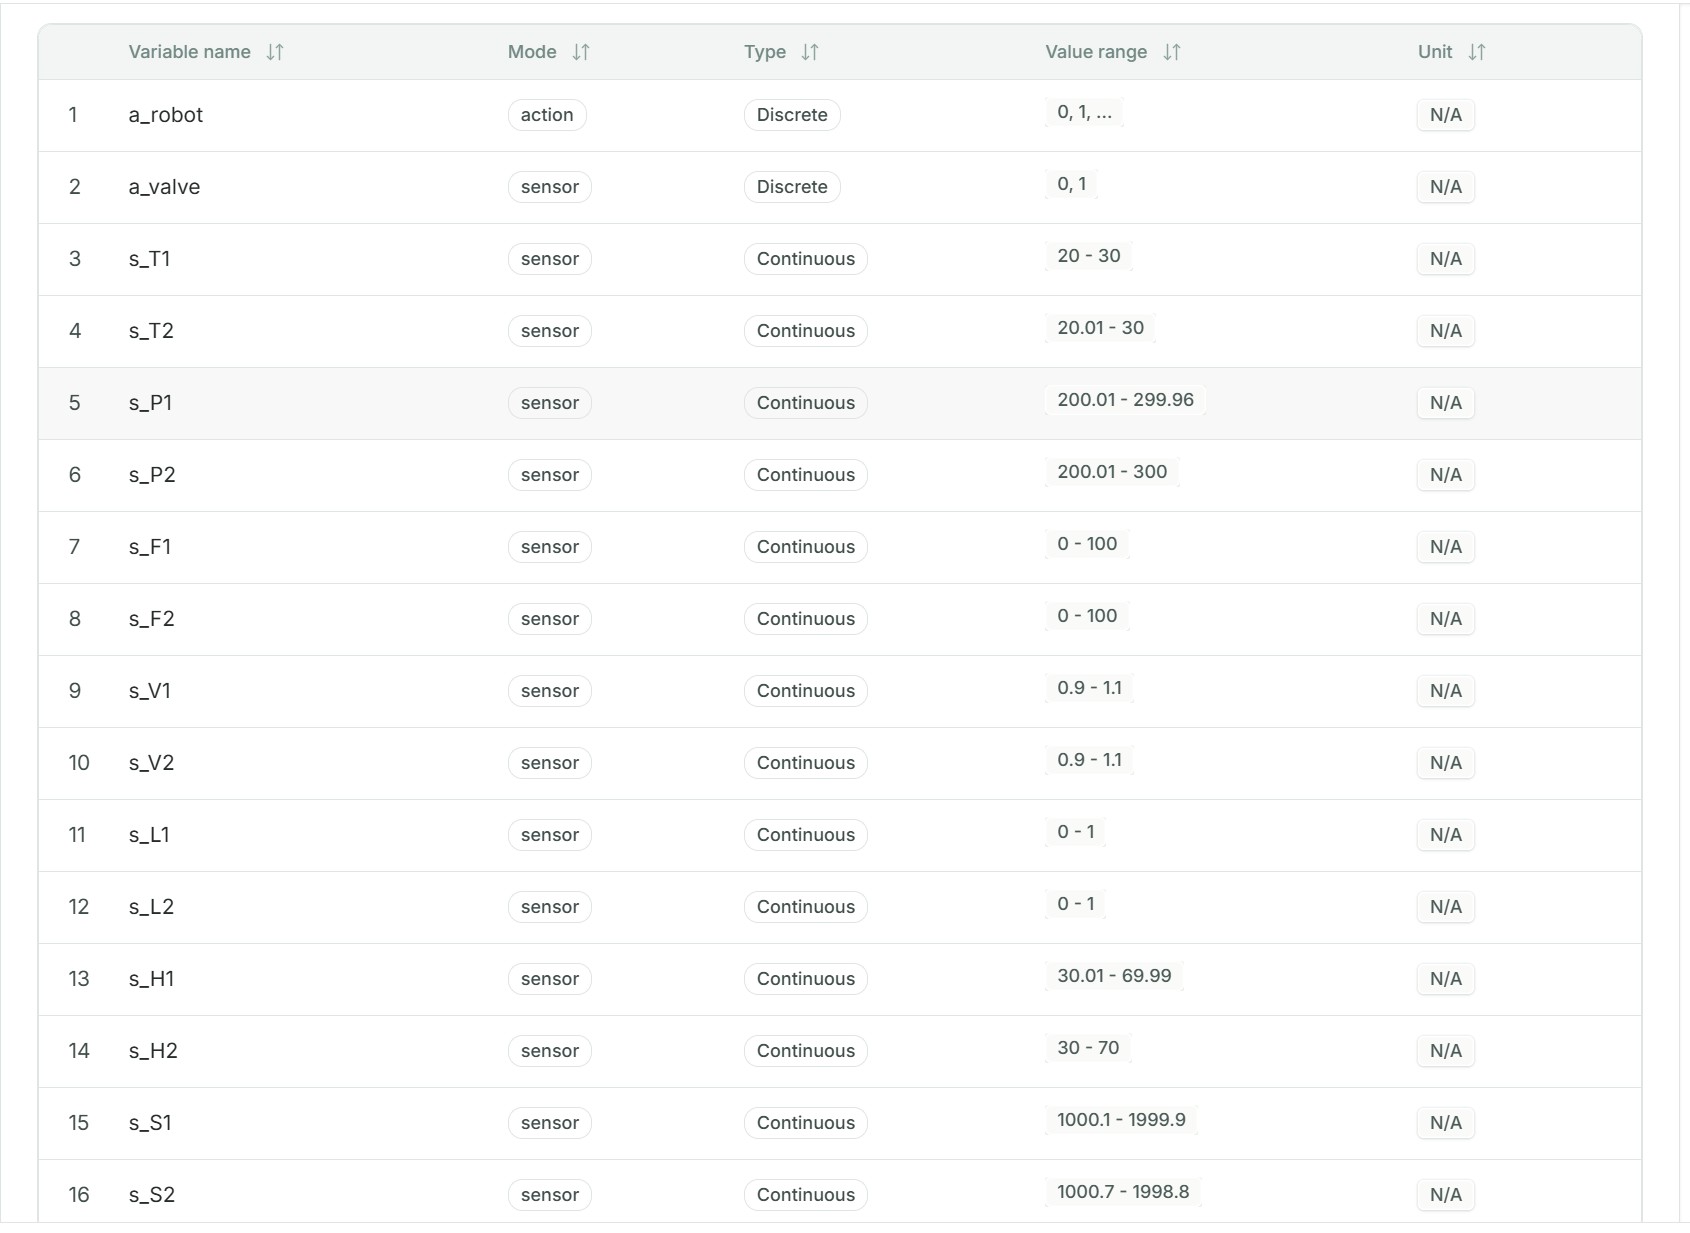 Variable name Mode Type Value range Unit
1 a_robot action Discrete 0, 1, ... N/A
2 a_valve sensor Discrete 0, 1 N/A
3 s_T1 sensor Continuous 20 - 30 N/A
4 s_T2 sensor Continuous 20.01 - 30 N/A
5 s_P1 sensor Continuous 200.01 - 299.96 N/A
6 s_P2 sensor Continuous 200.01 - 300 N/A
7 s_F1 sensor Continuous 0 - 100 N/A
8 s_F2 sensor Continuous 0 - 100 N/A
9 s_V1 sensor Continuous 0.9 - 1.1 N/A
10 s_V2 sensor Continuous 0.9 - 1.1 N/A
11 s_L1 sensor Continuous 0 - 1 N/A
12 s_L2 sensor Continuous 0 - 1 N/A
13 s_H1 sensor Continuous 30.01 - 69.99 N/A
14 s_H2 sensor Continuous 30 - 70 N/A
15 s_S1 sensor Continuous 1000.1 - 1999.9 N/A
16 s_S2 sensor Continuous 1000.7 - 1998.8 N/A